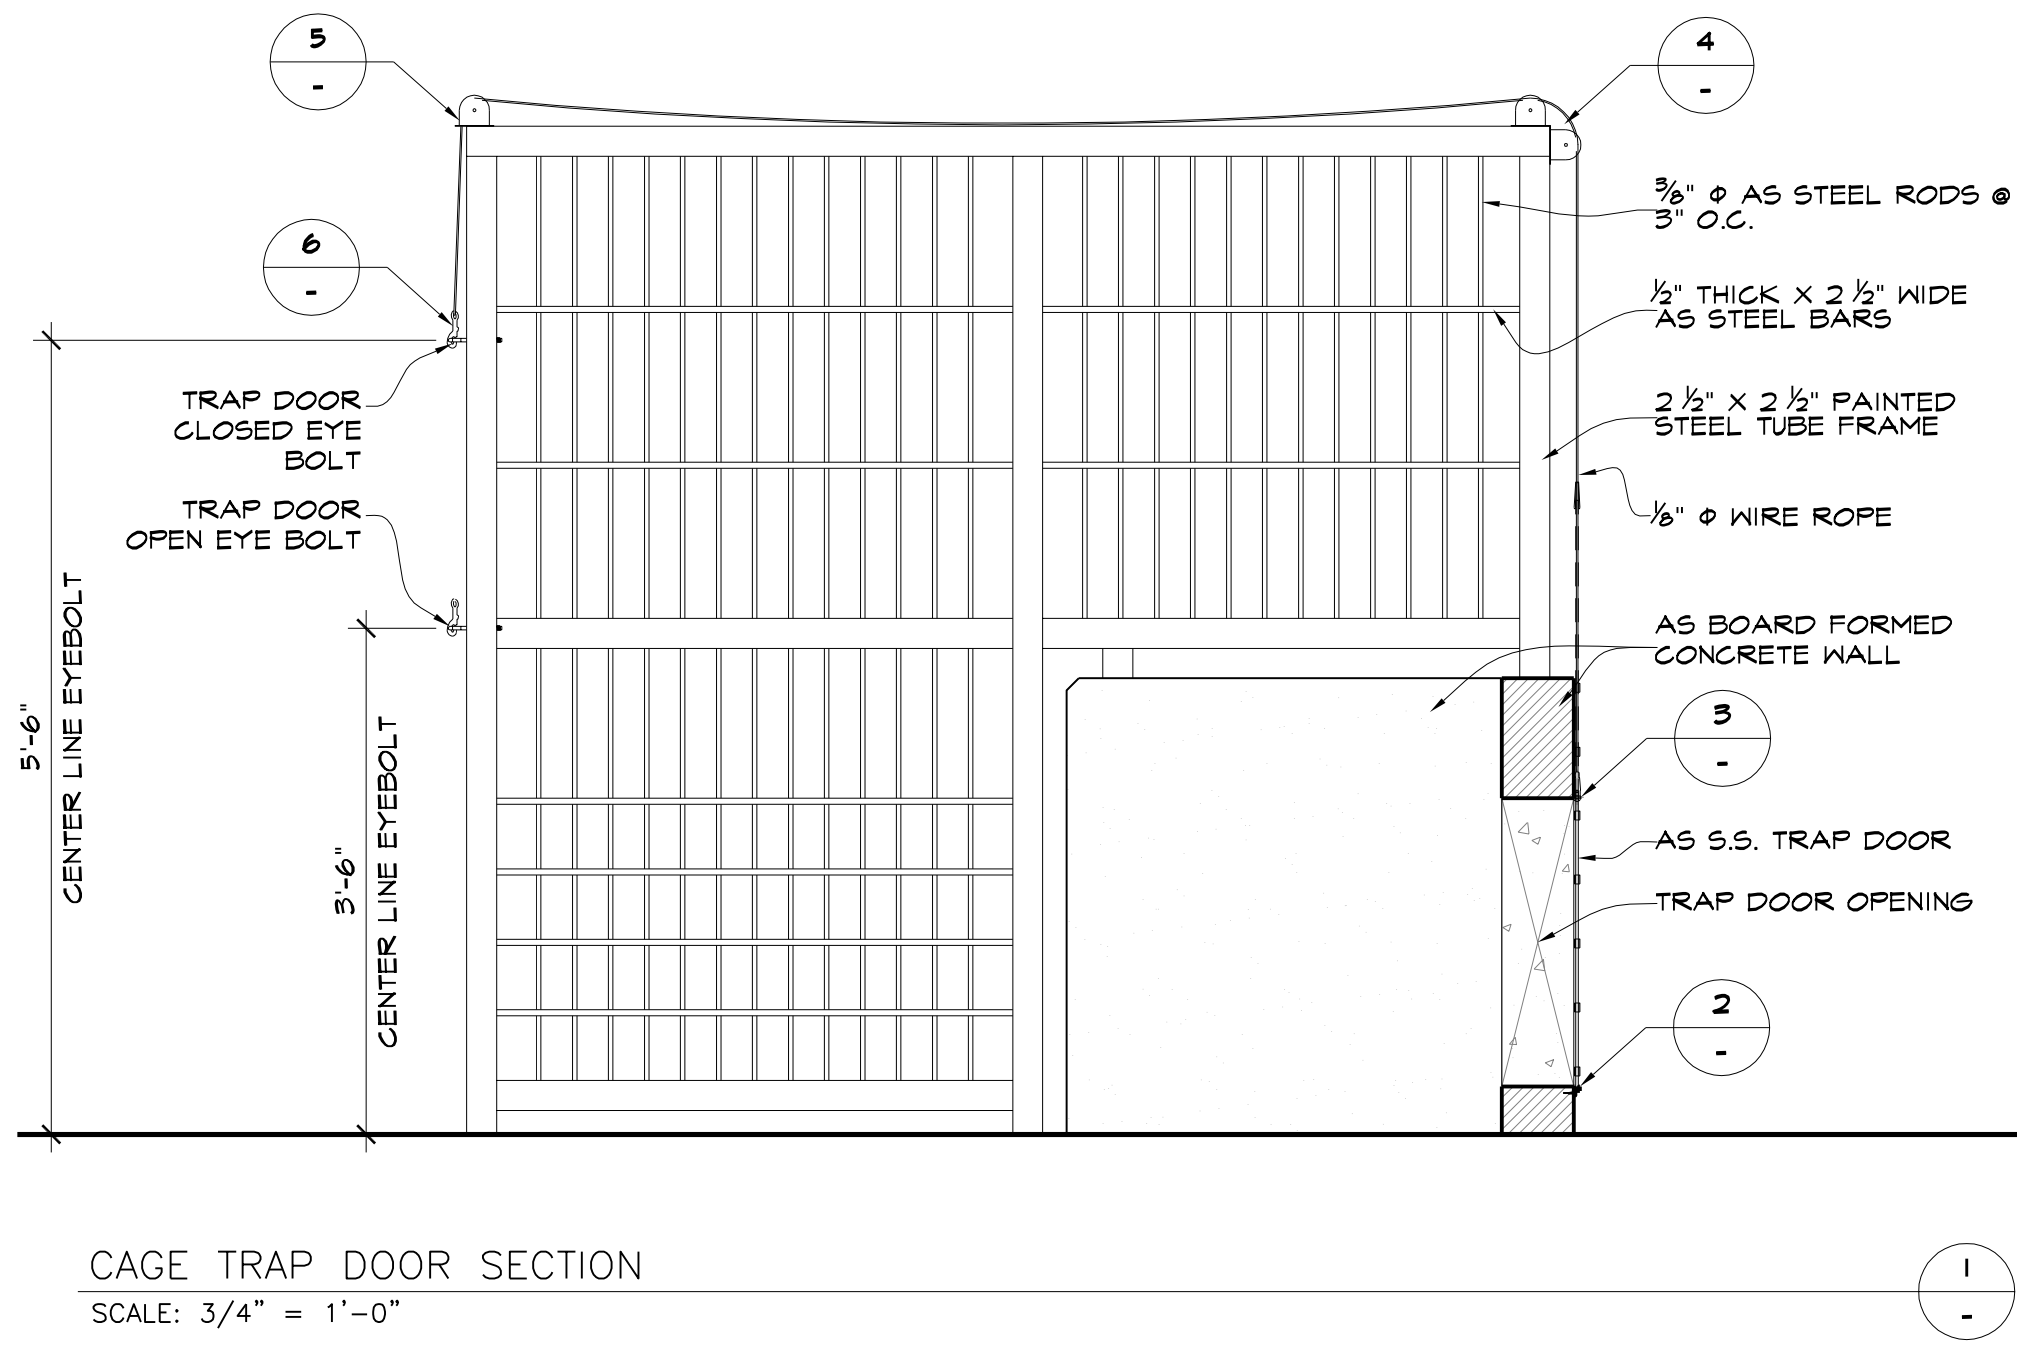 5
-
4
-
3/8" Φ AS STEEL RODS @
3" O.C.
6
-
1/2" THICK X 2 1/2" WIDE
AS STEEL BARS
TRAP DOOR
CLOSED EYE
BOLT
2 1/2" X 2 1/2" PAINTED
STEEL TUBE FRAME
TRAP DOOR
OPEN EYE BOLT
1/8" Φ WIRE ROPE
5'-6"
CENTER LINE EYEBOLT
3'-6"
CENTER LINE EYEBOLT
AS BOARD FORMED
CONCRETE WALL
3
-
AS S.S. TRAP DOOR
TRAP DOOR OPENING
2
-
CAGE TRAP DOOR SECTION
SCALE: 3/4" = 1'-0"
1
-